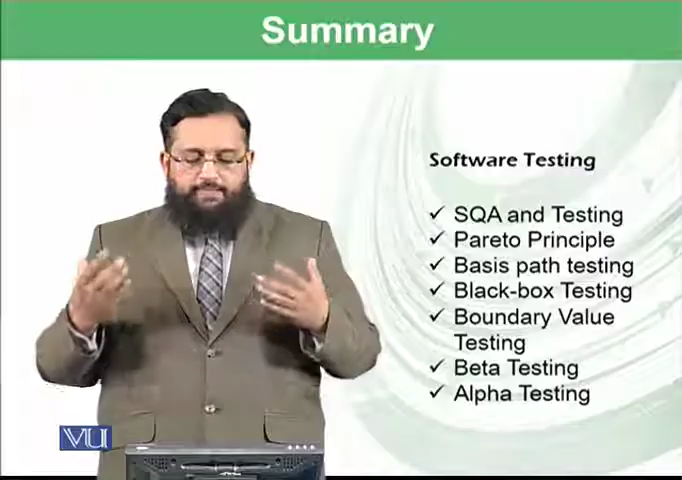 Summary
Software Testing
✓ SQA and Testing
✓ Pareto Principle
✓ Basis path testing
✓ Black-box Testing
✓ Boundary Value
Testing
✓ Beta Testing
✓ Alpha Testing
VU